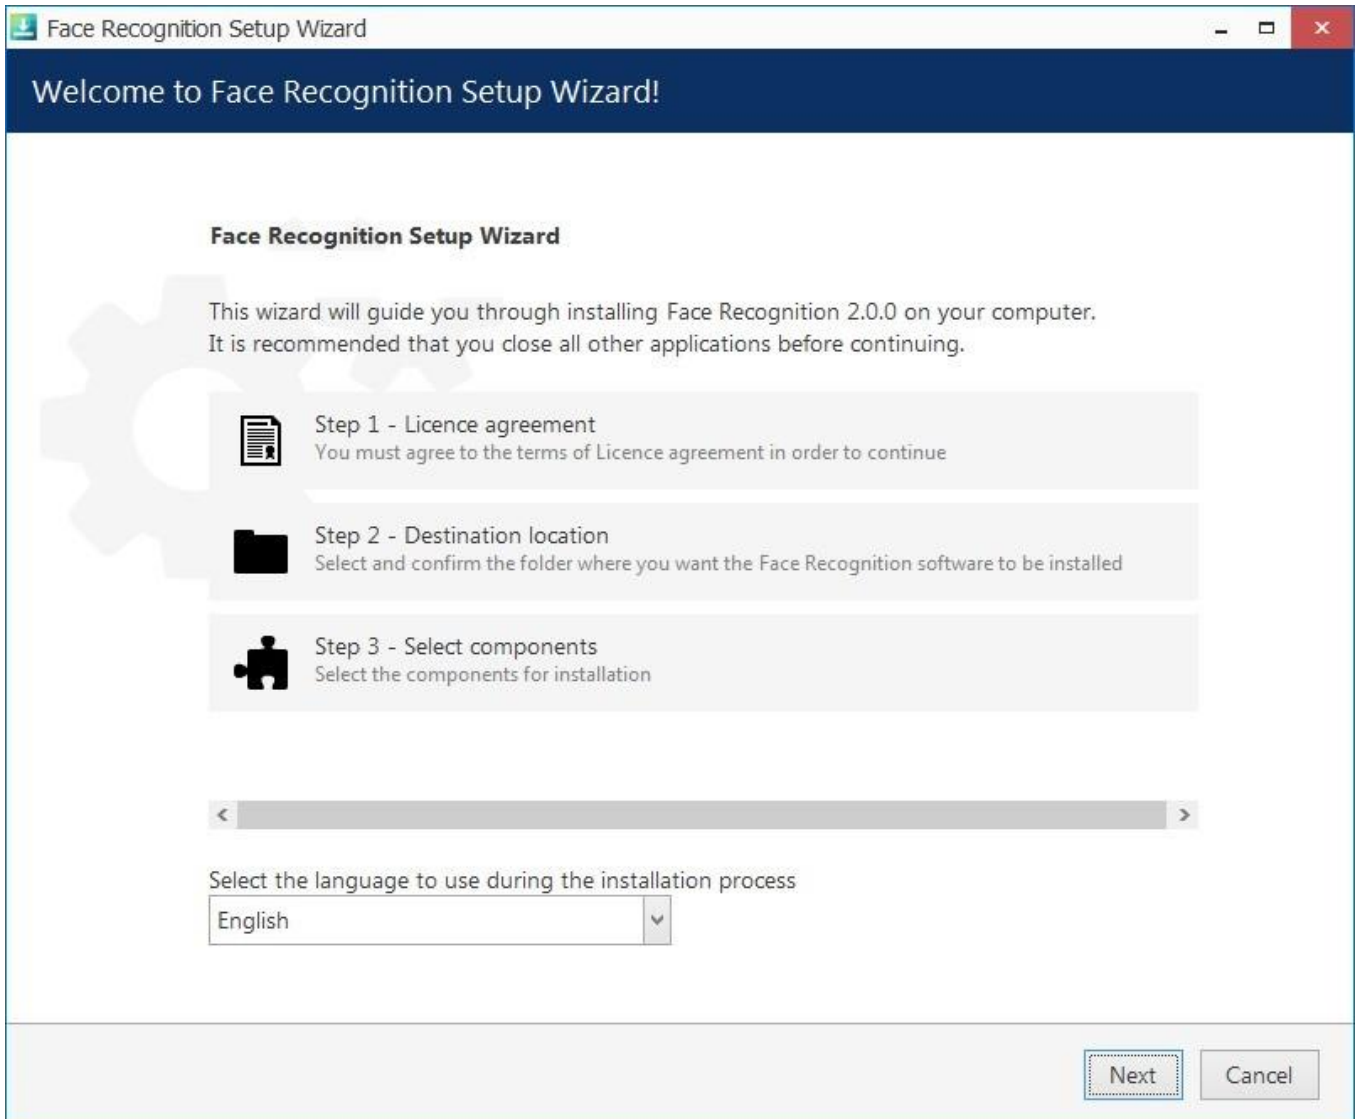 Face Recognition Setup Wizard
Welcome to Face Recognition Setup Wizard!
Face Recognition Setup Wizard
This wizard will guide you through installing Face Recognition 2.0.0 on your computer.
It is recommended that you close all other applications before continuing.
Step 1 - Licence agreement
You must agree to the terms of Licence agreement in order to continue
Step 2 - Destination location
Select and confirm the folder where you want the Face Recognition software to be installed
Step 3 - Select components
Select the components for installation
Select the language to use during the installation process
English
Next
Cancel